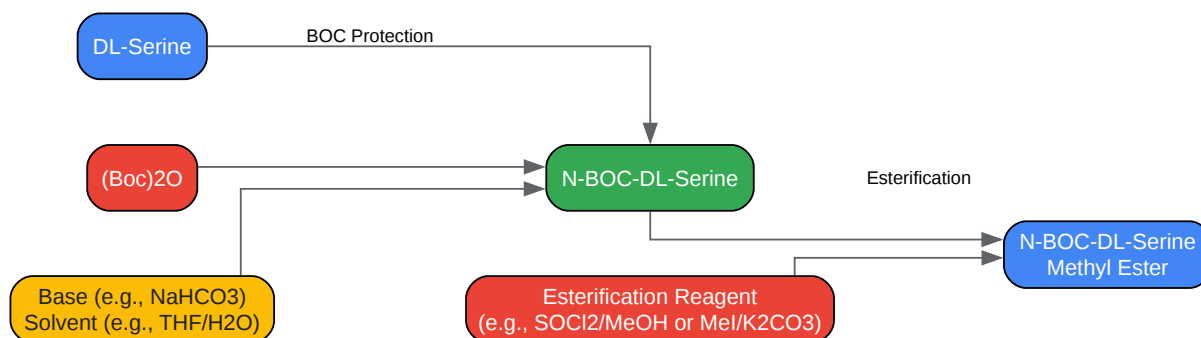 DL-Serine
BOC Protection
(Boc)2O
N-BOC-DL-Serine
Esterification
N-BOC-DL-Serine
Methyl Ester
Base (e.g., NaHCO3)
Solvent (e.g., THF/H2O)
Esterification Reagent
(e.g., SOCl2/MeOH or MeI/K2CO3)